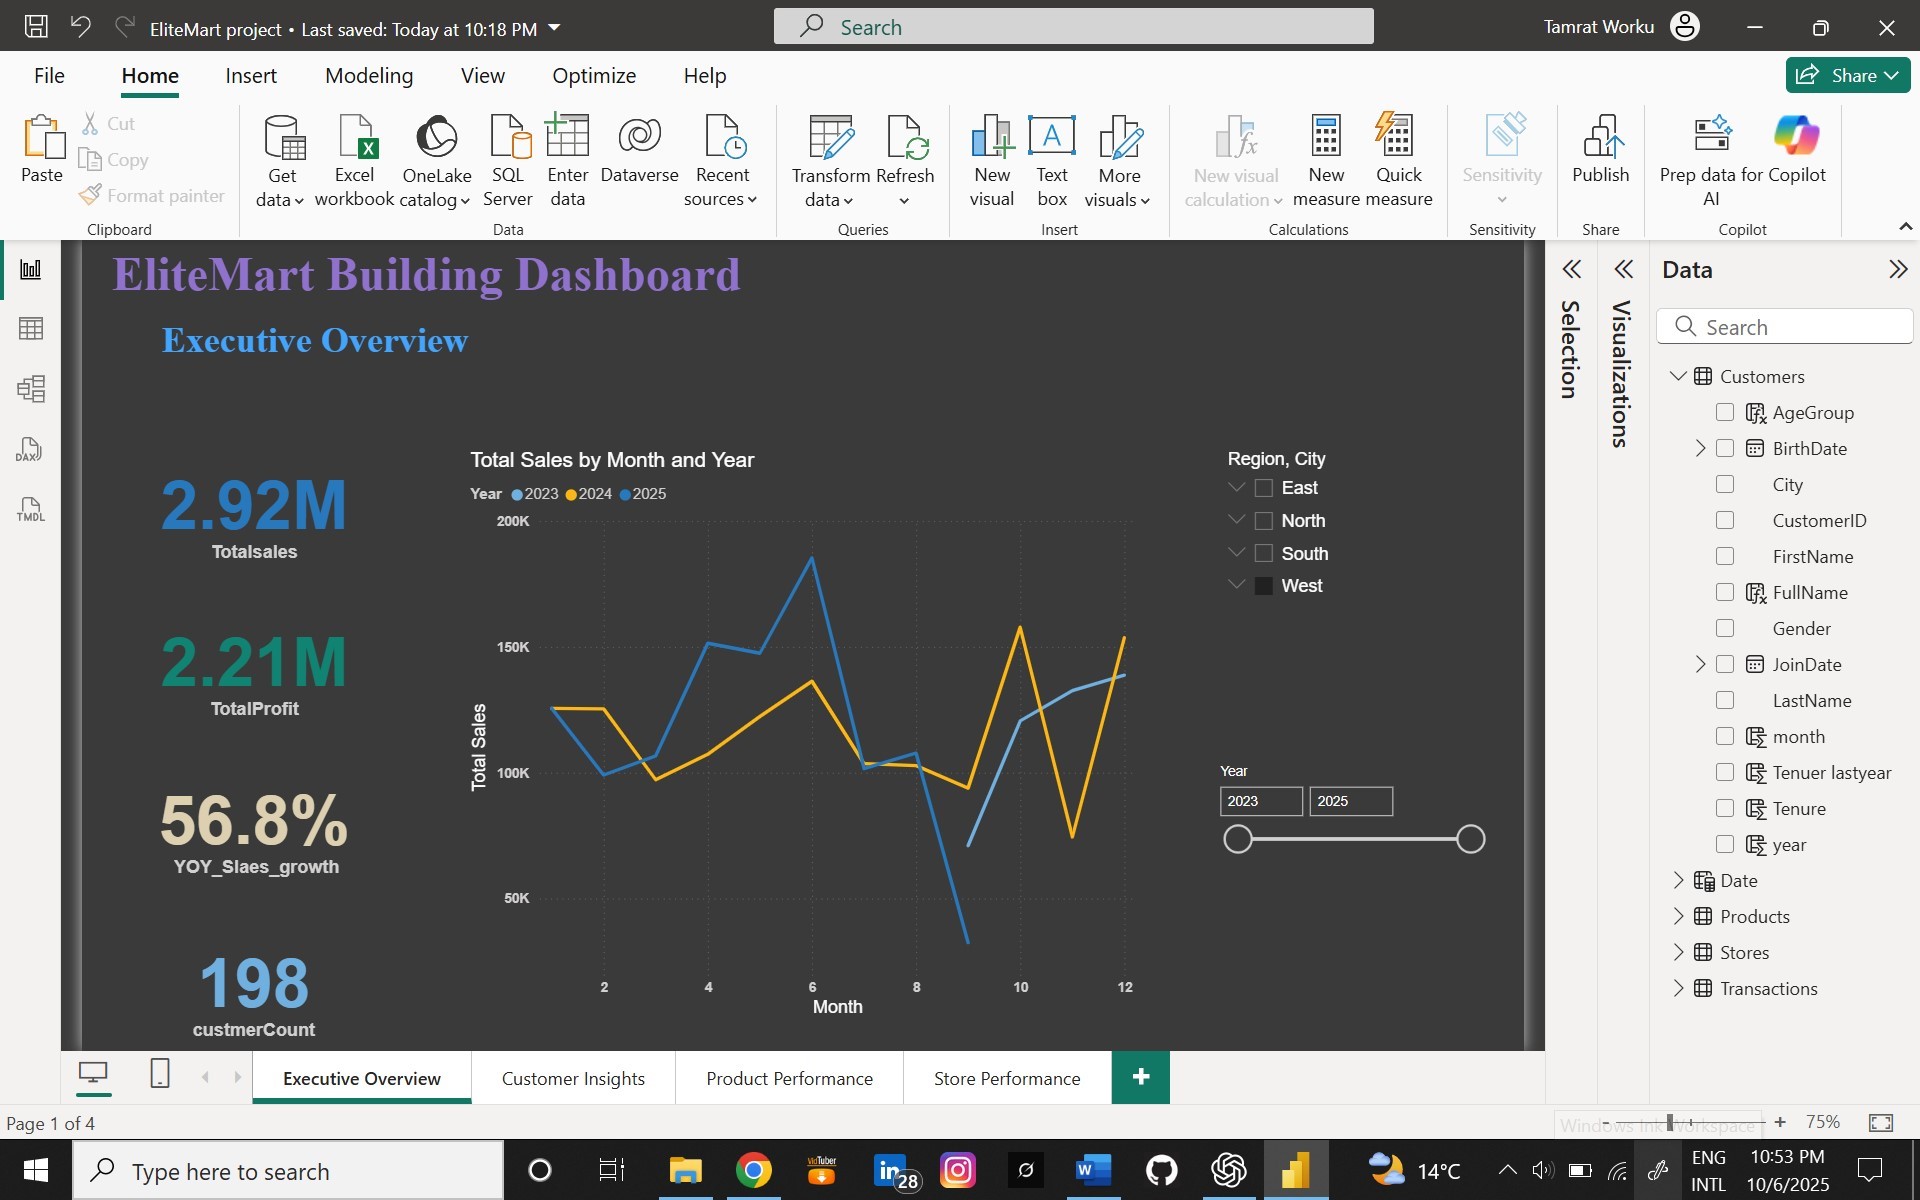 EliteMart project • Last saved: Today at 10:18 PM
Search
Tamrat Worku
File Home Insert Modeling View Optimize Help
Share
Paste
Cut
Copy
Format painter
Clipboard
Get data
Excel workbook
OneLake catalog
SQL Server
Enter data
Dataverse
Recent sources
Data
Transform data
Refresh
Queries
New visual
Text box
More visuals
Insert
New visual calculation
New measure
Quick measure
Calculations
Sensitivity
Sensitivity
Publish
Share
Prep data for AI
Copilot
Copilot
EliteMart Building Dashboard
Executive Overview
2.92M
Totalsales
2.21M
TotalProfit
56.8%
YOY_Slaes_growth
198
custmerCount
Total Sales by Month and Year
Year 2023 2024 2025
200K
150K
100K
50K
Total Sales
2 4 6 8 10 12
Month
Region, City
East
North
South
West
Year
2023 2025
Selection
Visualizations
Data
Search
Customers
AgeGroup
BirthDate
City
CustomerID
FirstName
FullName
Gender
JoinDate
LastName
month
Tenuer lastyear
Tenure
year
Date
Products
Stores
Transactions
DAX
TMDL
Executive Overview Customer Insights Product Performance Store Performance +
Page 1 of 4
Windows Ink Workspace
- + 75%
Type here to search
VidTuber
in 28
W
14°C
ENG
INTL
10:53 PM
10/6/2025